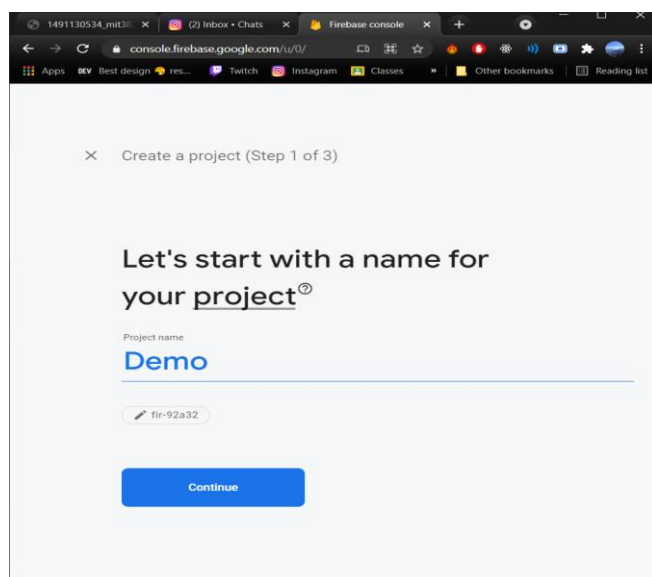 1491130534_mit38
(2) Inbox • Chats
Firebase console
console.firebase.google.com/u/0/
Apps
DEV Best design 🍄 res...
Twitch
Instagram
Classes
»
Other bookmarks
Reading list
Create a project (Step 1 of 3)
Let's start with a name for
your project
Project name
Demo
fir-92a32
Continue